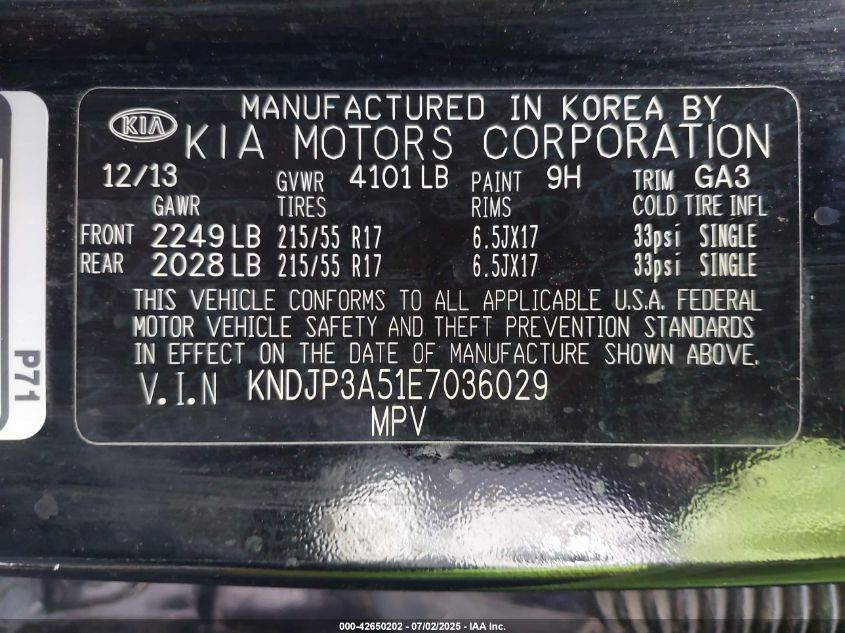 MANUFACTURED IN KOREA BY
KIA KIA MOTORS CORPORATION
12/13 GVWR 4101 LB PAINT 9H TRIM GA3
GAWR TIRES RIMS COLD TIRE INFL
FRONT 2249 LB 215/55 R17 6.5JX17 33psi SINGLE
REAR 2028 LB 215/55 R17 6.5JX17 33psi SINGLE
THIS VEHICLE CONFORMS TO ALL APPLICABLE U.S.A. FEDERAL
MOTOR VEHICLE SAFETY AND THEFT PREVENTION STANDARDS
IN EFFECT ON THE DATE OF MANUFACTURE SHOWN ABOVE.
V.I.N KNDJP3A51E7036029
MPV
P71
000-42650202 - 07/02/2025 - IAA Inc.